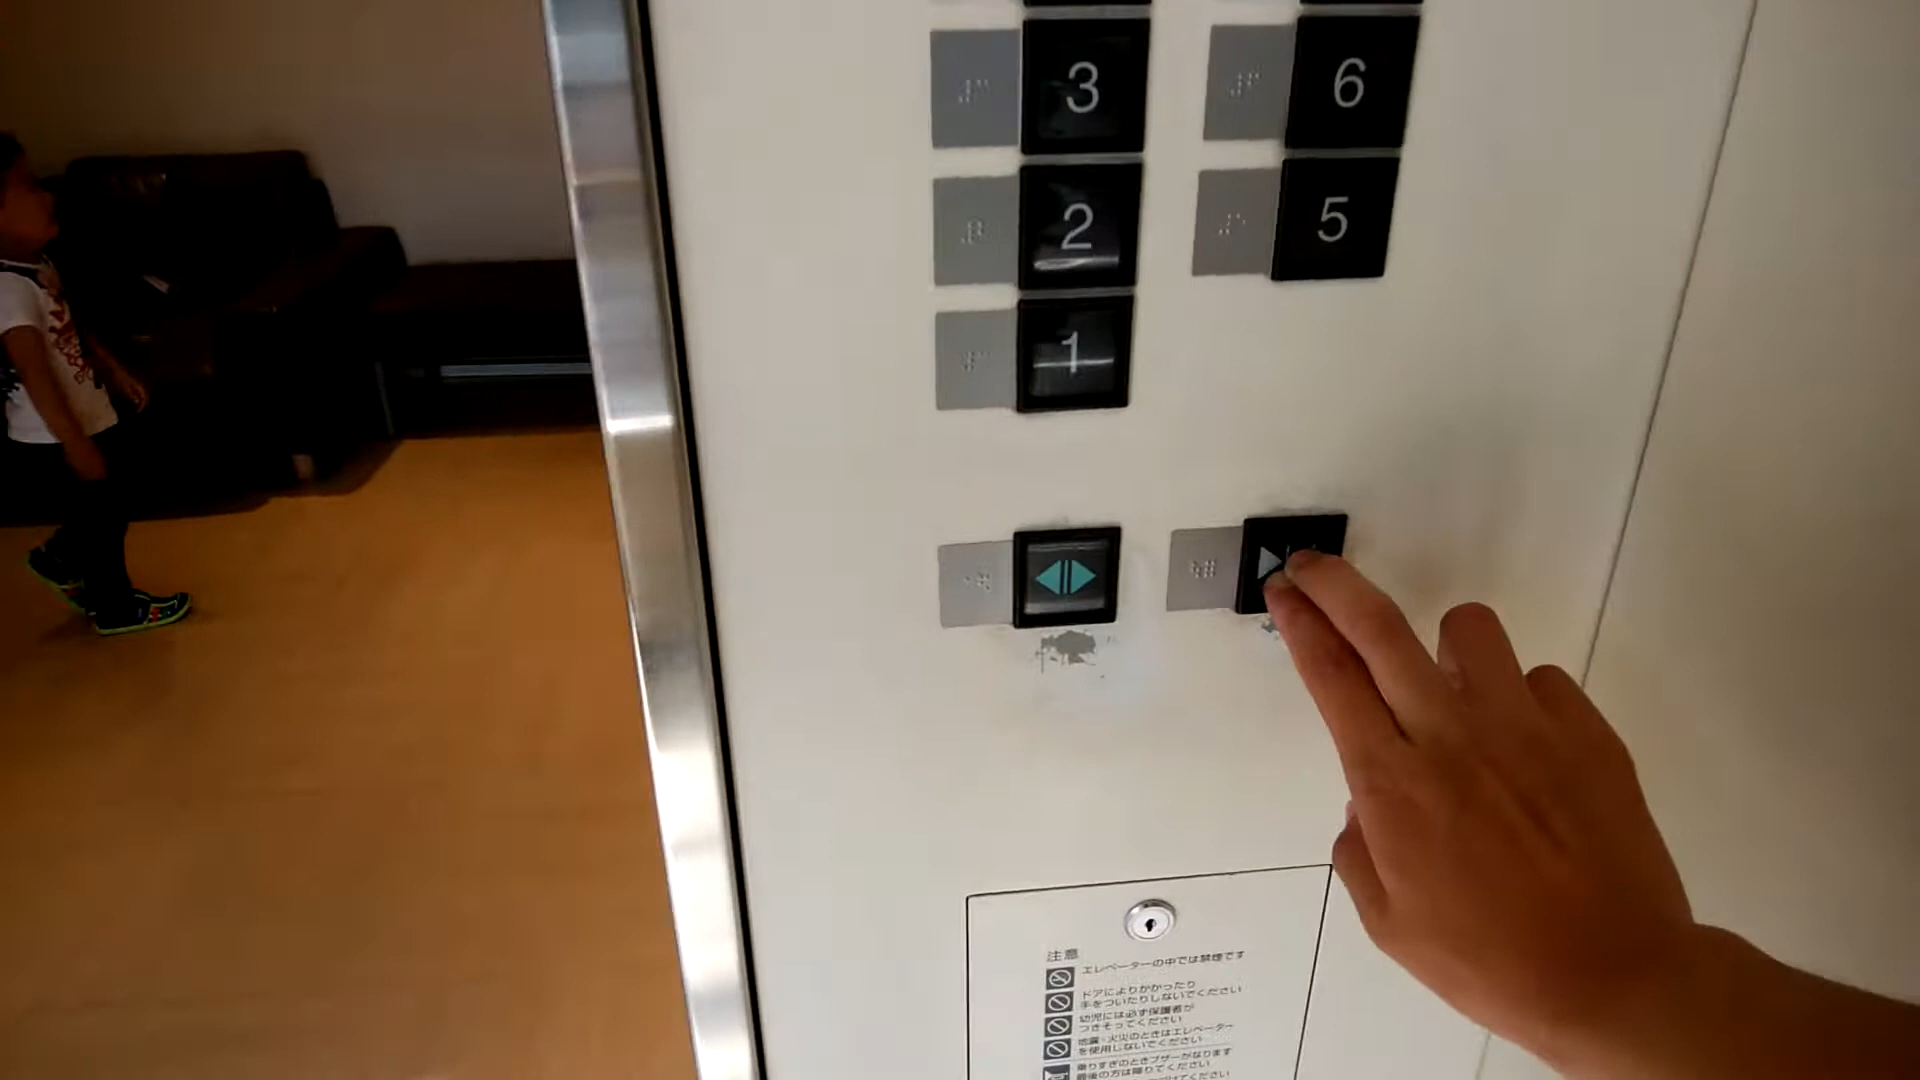 3 6
2 5
1
注意
エレベーターの中では禁煙です
ドアによりかかったり
手をついたりしないでください
幼児には必ず保護者が
つきそってください
地震・火災のときはエレベーター
を使用しないでください
乗りすぎのときブザーがなります
最後の方は降りてください